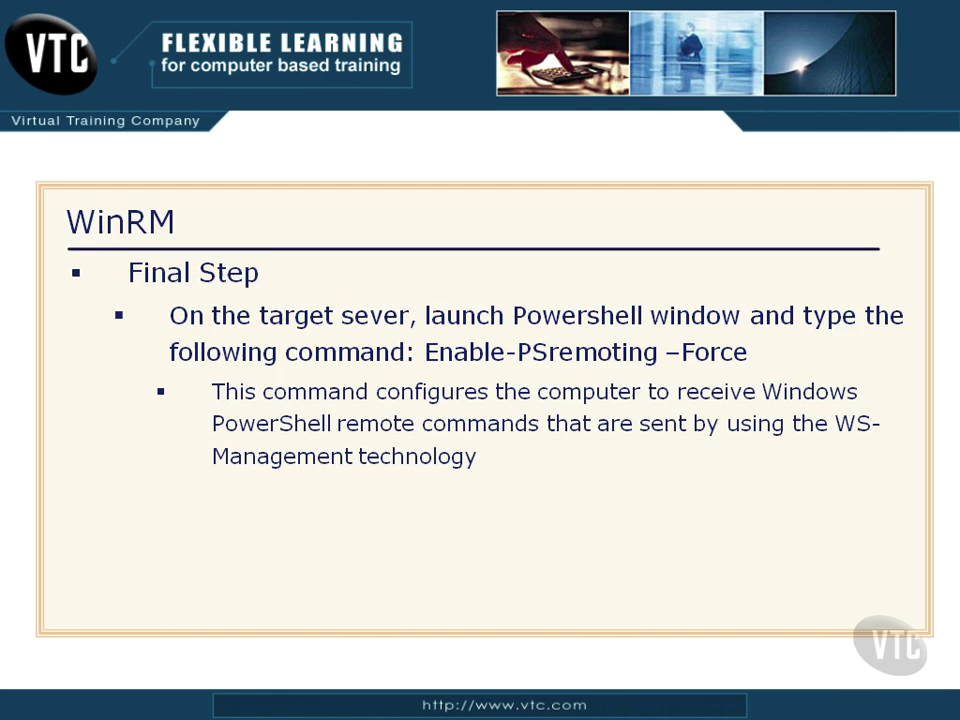 VTC
FLEXIBLE LEARNING
for computer based training
Virtual Training Company
WinRM
▪ Final Step
▪ On the target sever, launch Powershell window and type the
following command: Enable-PSremoting –Force
▪ This command configures the computer to receive Windows
PowerShell remote commands that are sent by using the WS-
Management technology
VTC
http://www.vtc.com